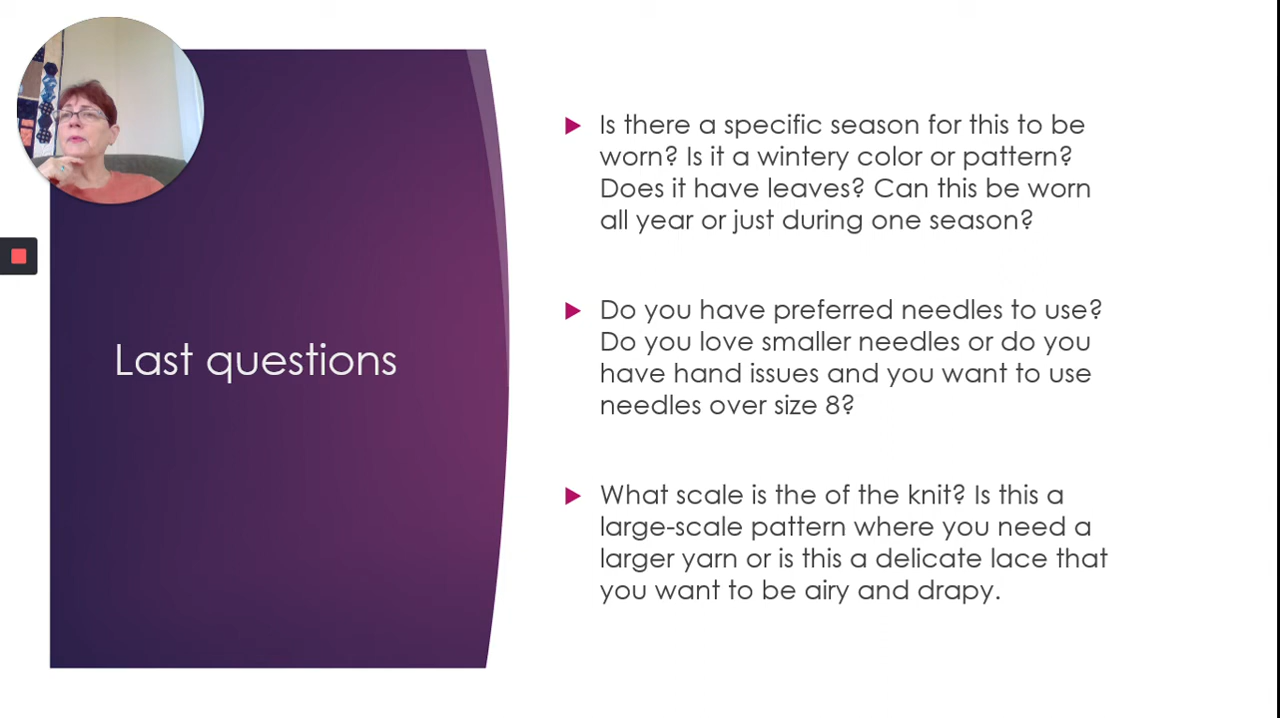 Last questions
Is there a specific season for this to be
worn? Is it a wintery color or pattern?
Does it have leaves? Can this be worn
all year or just during one season?
Do you have preferred needles to use?
Do you love smaller needles or do you
have hand issues and you want to use
needles over size 8?
What scale is the of the knit? Is this a
large-scale pattern where you need a
larger yarn or is this a delicate lace that
you want to be airy and drapy.